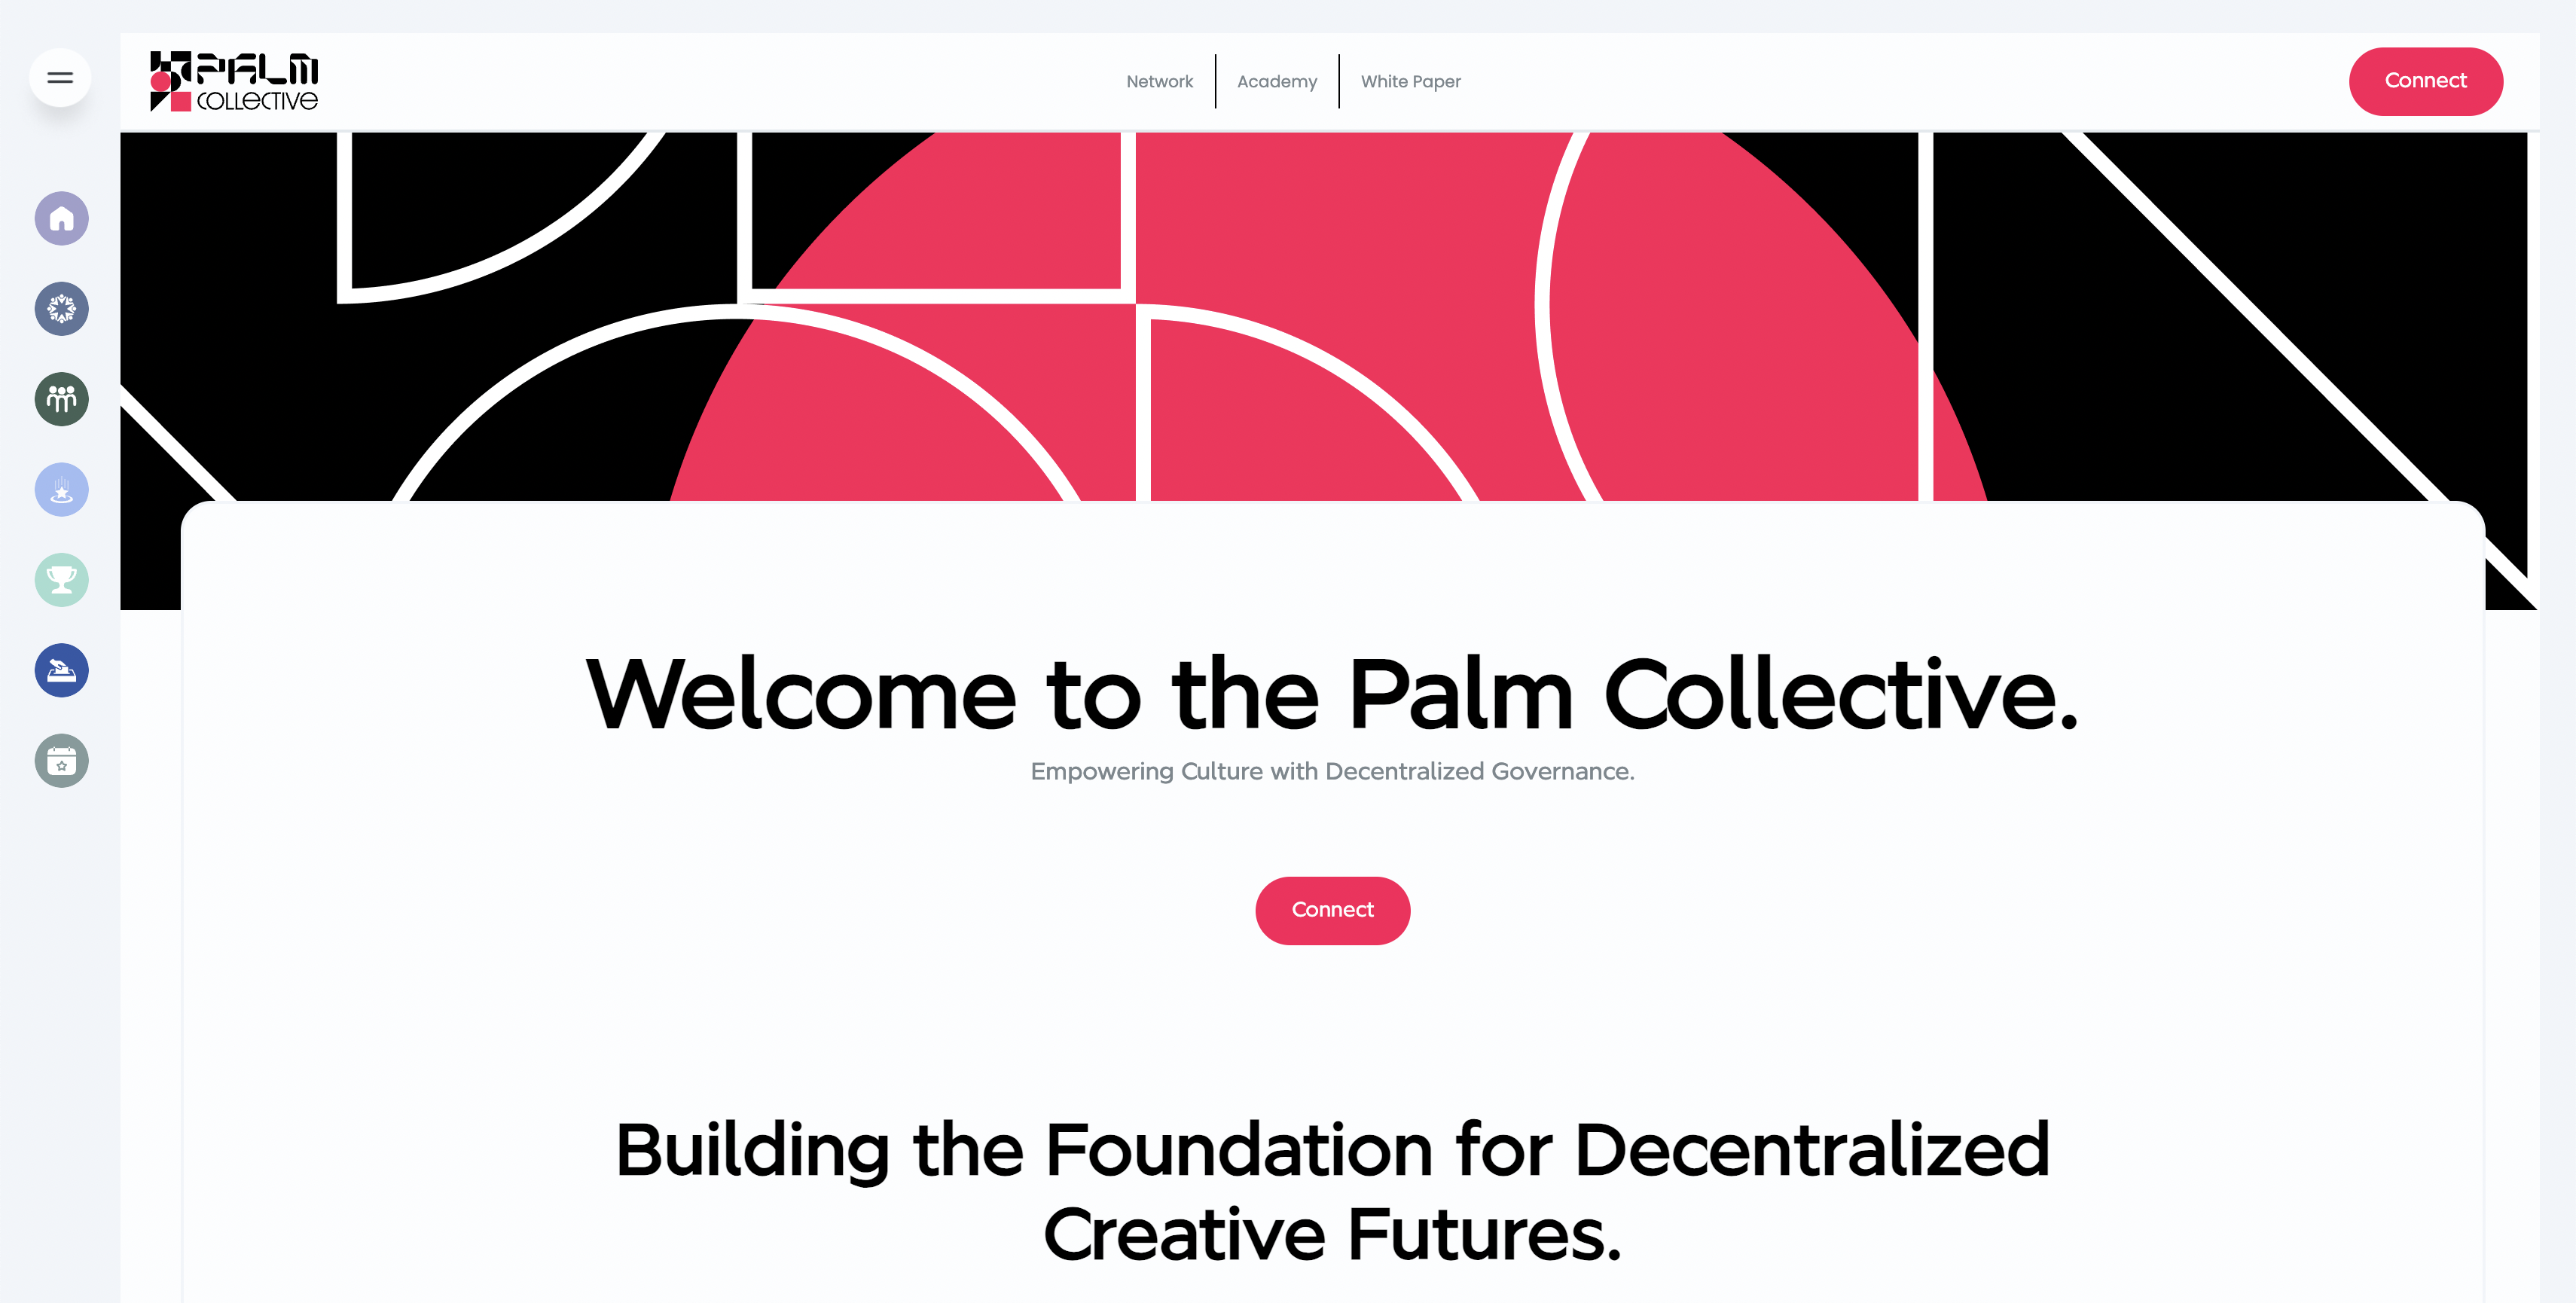 PALM
COLLECTIVE
Network
Academy
White Paper
Connect
Welcome to the Palm Collective.
Empowering Culture with Decentralized Governance.
Connect
Building the Foundation for Decentralized
Creative Futures.